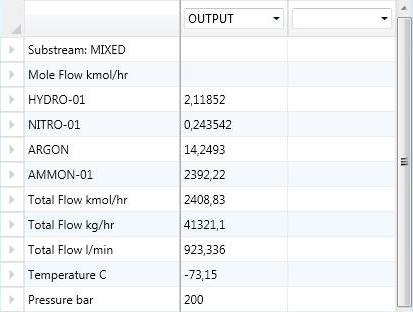 OUTPUT
Substream: MIXED
Mole Flow kmol/hr
HYDRO-01 2,11852
NITRO-01 0,243542
ARGON 14,2493
AMMON-01 2392,22
Total Flow kmol/hr 2408,83
Total Flow kg/hr 41321,1
Total Flow l/min 923,336
Temperature C -73,15
Pressure bar 200